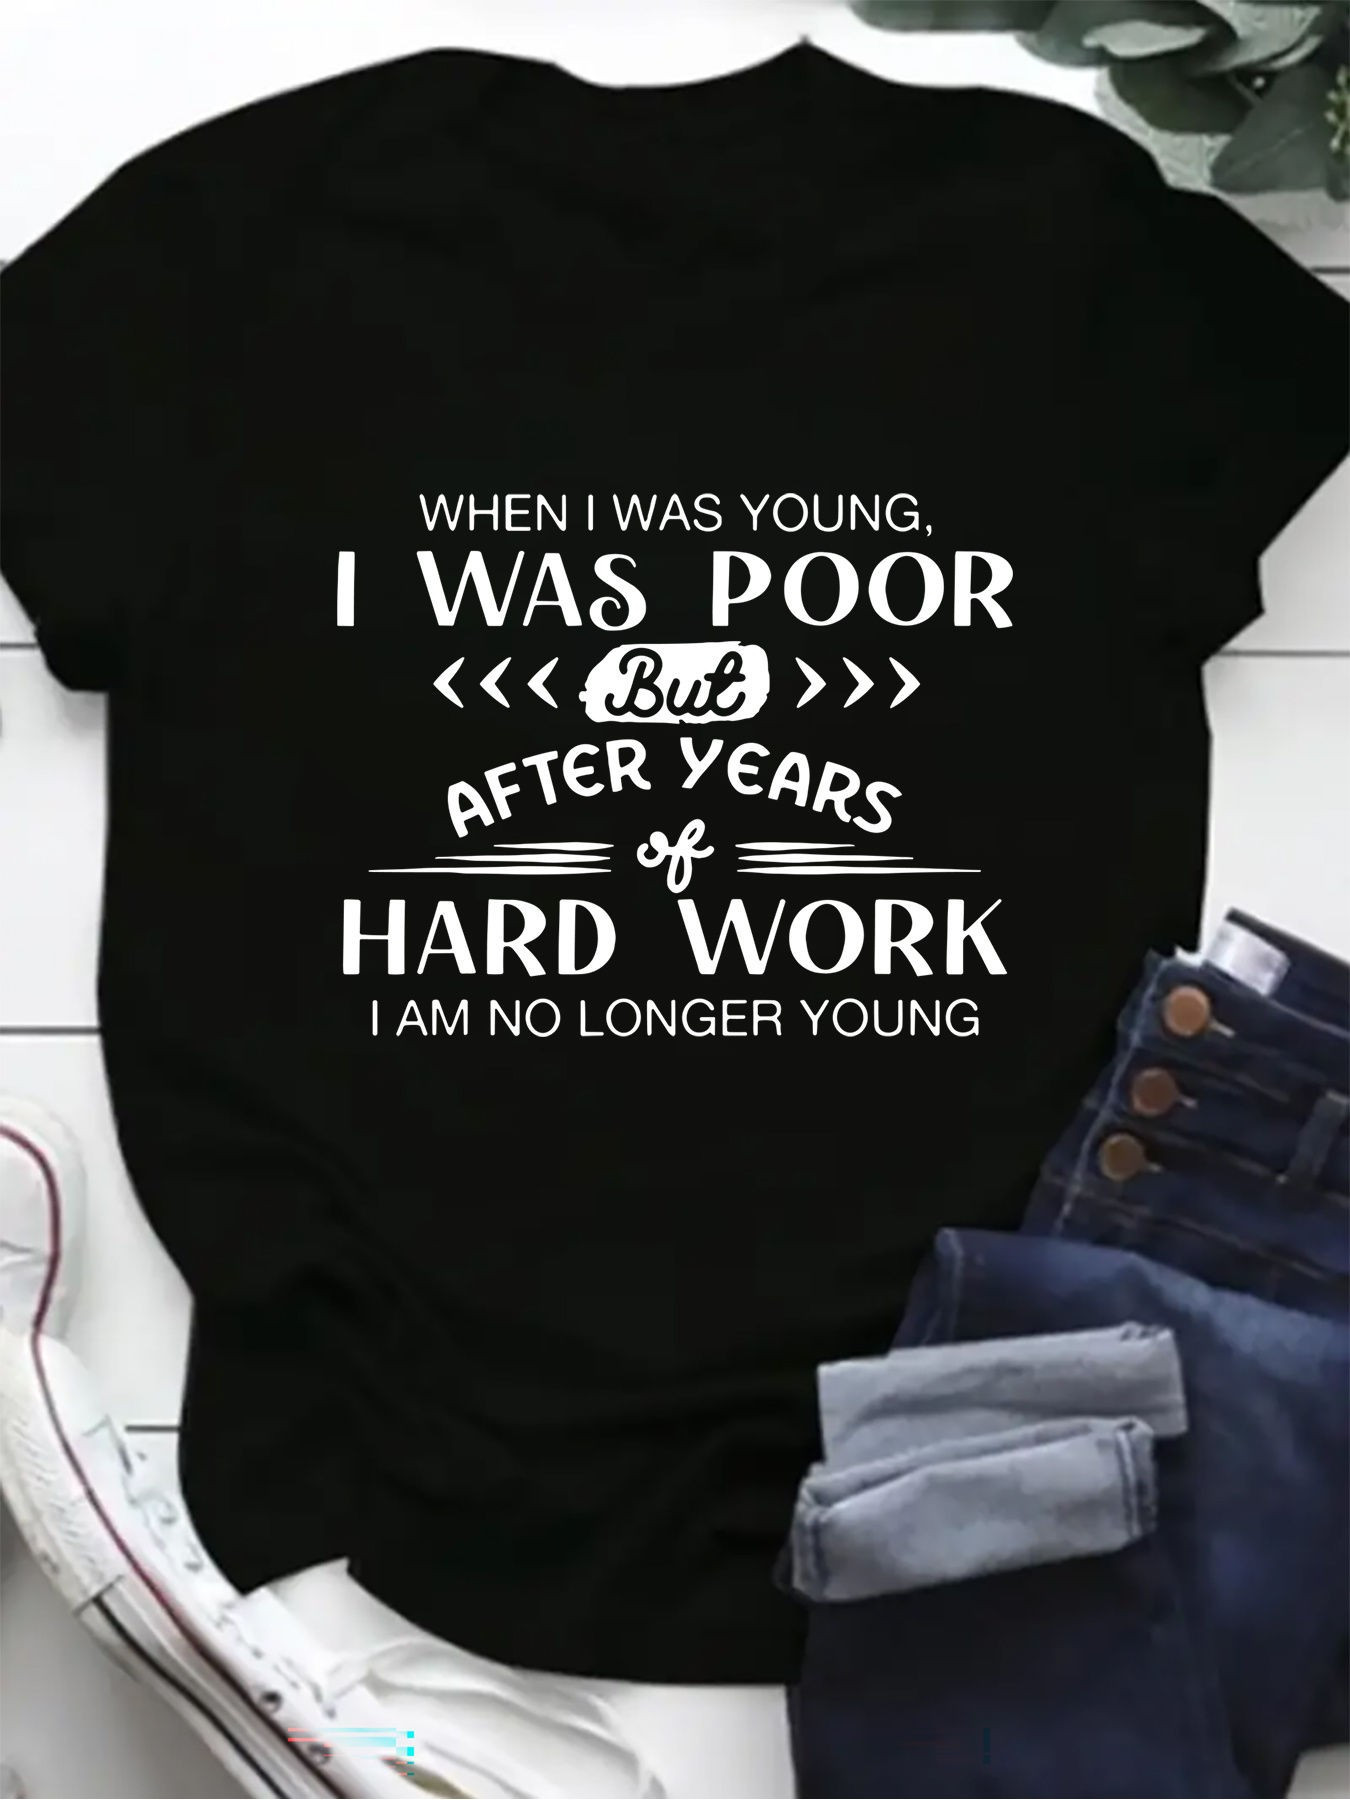 WHEN I WAS YOUNG,
I WAS POOR
But
AFTER YEARS
of
HARD WORK
I AM NO LONGER YOUNG